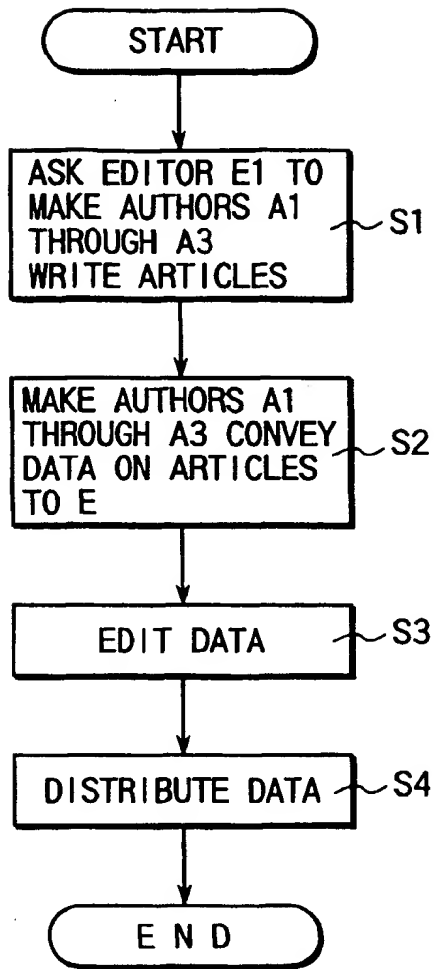 START
ASK EDITOR E1 TO
MAKE AUTHORS A1
THROUGH A3
WRITE ARTICLES
S1
MAKE AUTHORS A1
THROUGH A3 CONVEY
DATA ON ARTICLES
TO E
S2
EDIT DATA
S3
DISTRIBUTE DATA
S4
END